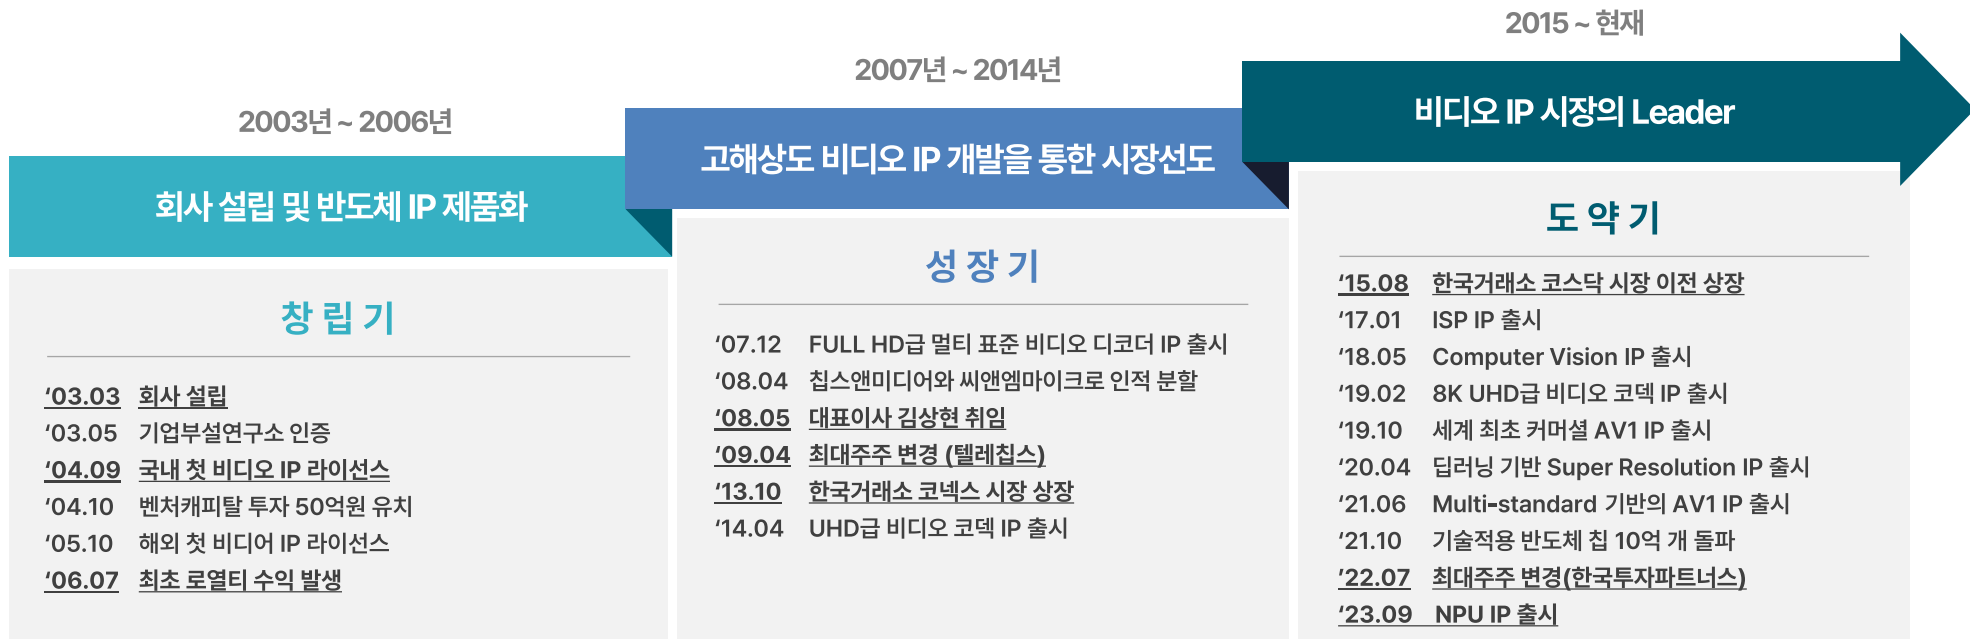 2003년 ~ 2006년
회사 설립 및 반도체 IP 제품화
창 립 기
‘03.03 회사 설립
‘03.05 기업부설연구소 인증
‘04.09 국내 첫 비디오 IP 라이선스
‘04.10 벤처캐피탈 투자 50억원 유치
‘05.10 해외 첫 비디어 IP 라이선스
‘06.07 최초 로열티 수익 발생
2007년 ~ 2014년
고해상도 비디오 IP 개발을 통한 시장선도
성 장 기
‘07.12 FULL HD급 멀티 표준 비디오 디코더 IP 출시
‘08.04 칩스앤미디어와 씨앤엠마이크로 인적 분할
‘08.05 대표이사 김상현 취임
‘09.04 최대주주 변경 (텔레칩스)
‘13.10 한국거래소 코넥스 시장 상장
‘14.04 UHD급 비디오 코덱 IP 출시
2015 ~ 현재
비디오 IP 시장의 Leader
도 약 기
‘15.08 한국거래소 코스닥 시장 이전 상장
‘17.01 ISP IP 출시
‘18.05 Computer Vision IP 출시
‘19.02 8K UHD급 비디오 코덱 IP 출시
‘19.10 세계 최초 커머셜 AV1 IP 출시
‘20.04 딥러닝 기반 Super Resolution IP 출시
‘21.06 Multi-standard 기반의 AV1 IP 출시
‘21.10 기술적용 반도체 칩 10억 개 돌파
’22.07 최대주주 변경(한국투자파트너스)
‘23.09 NPU IP 출시